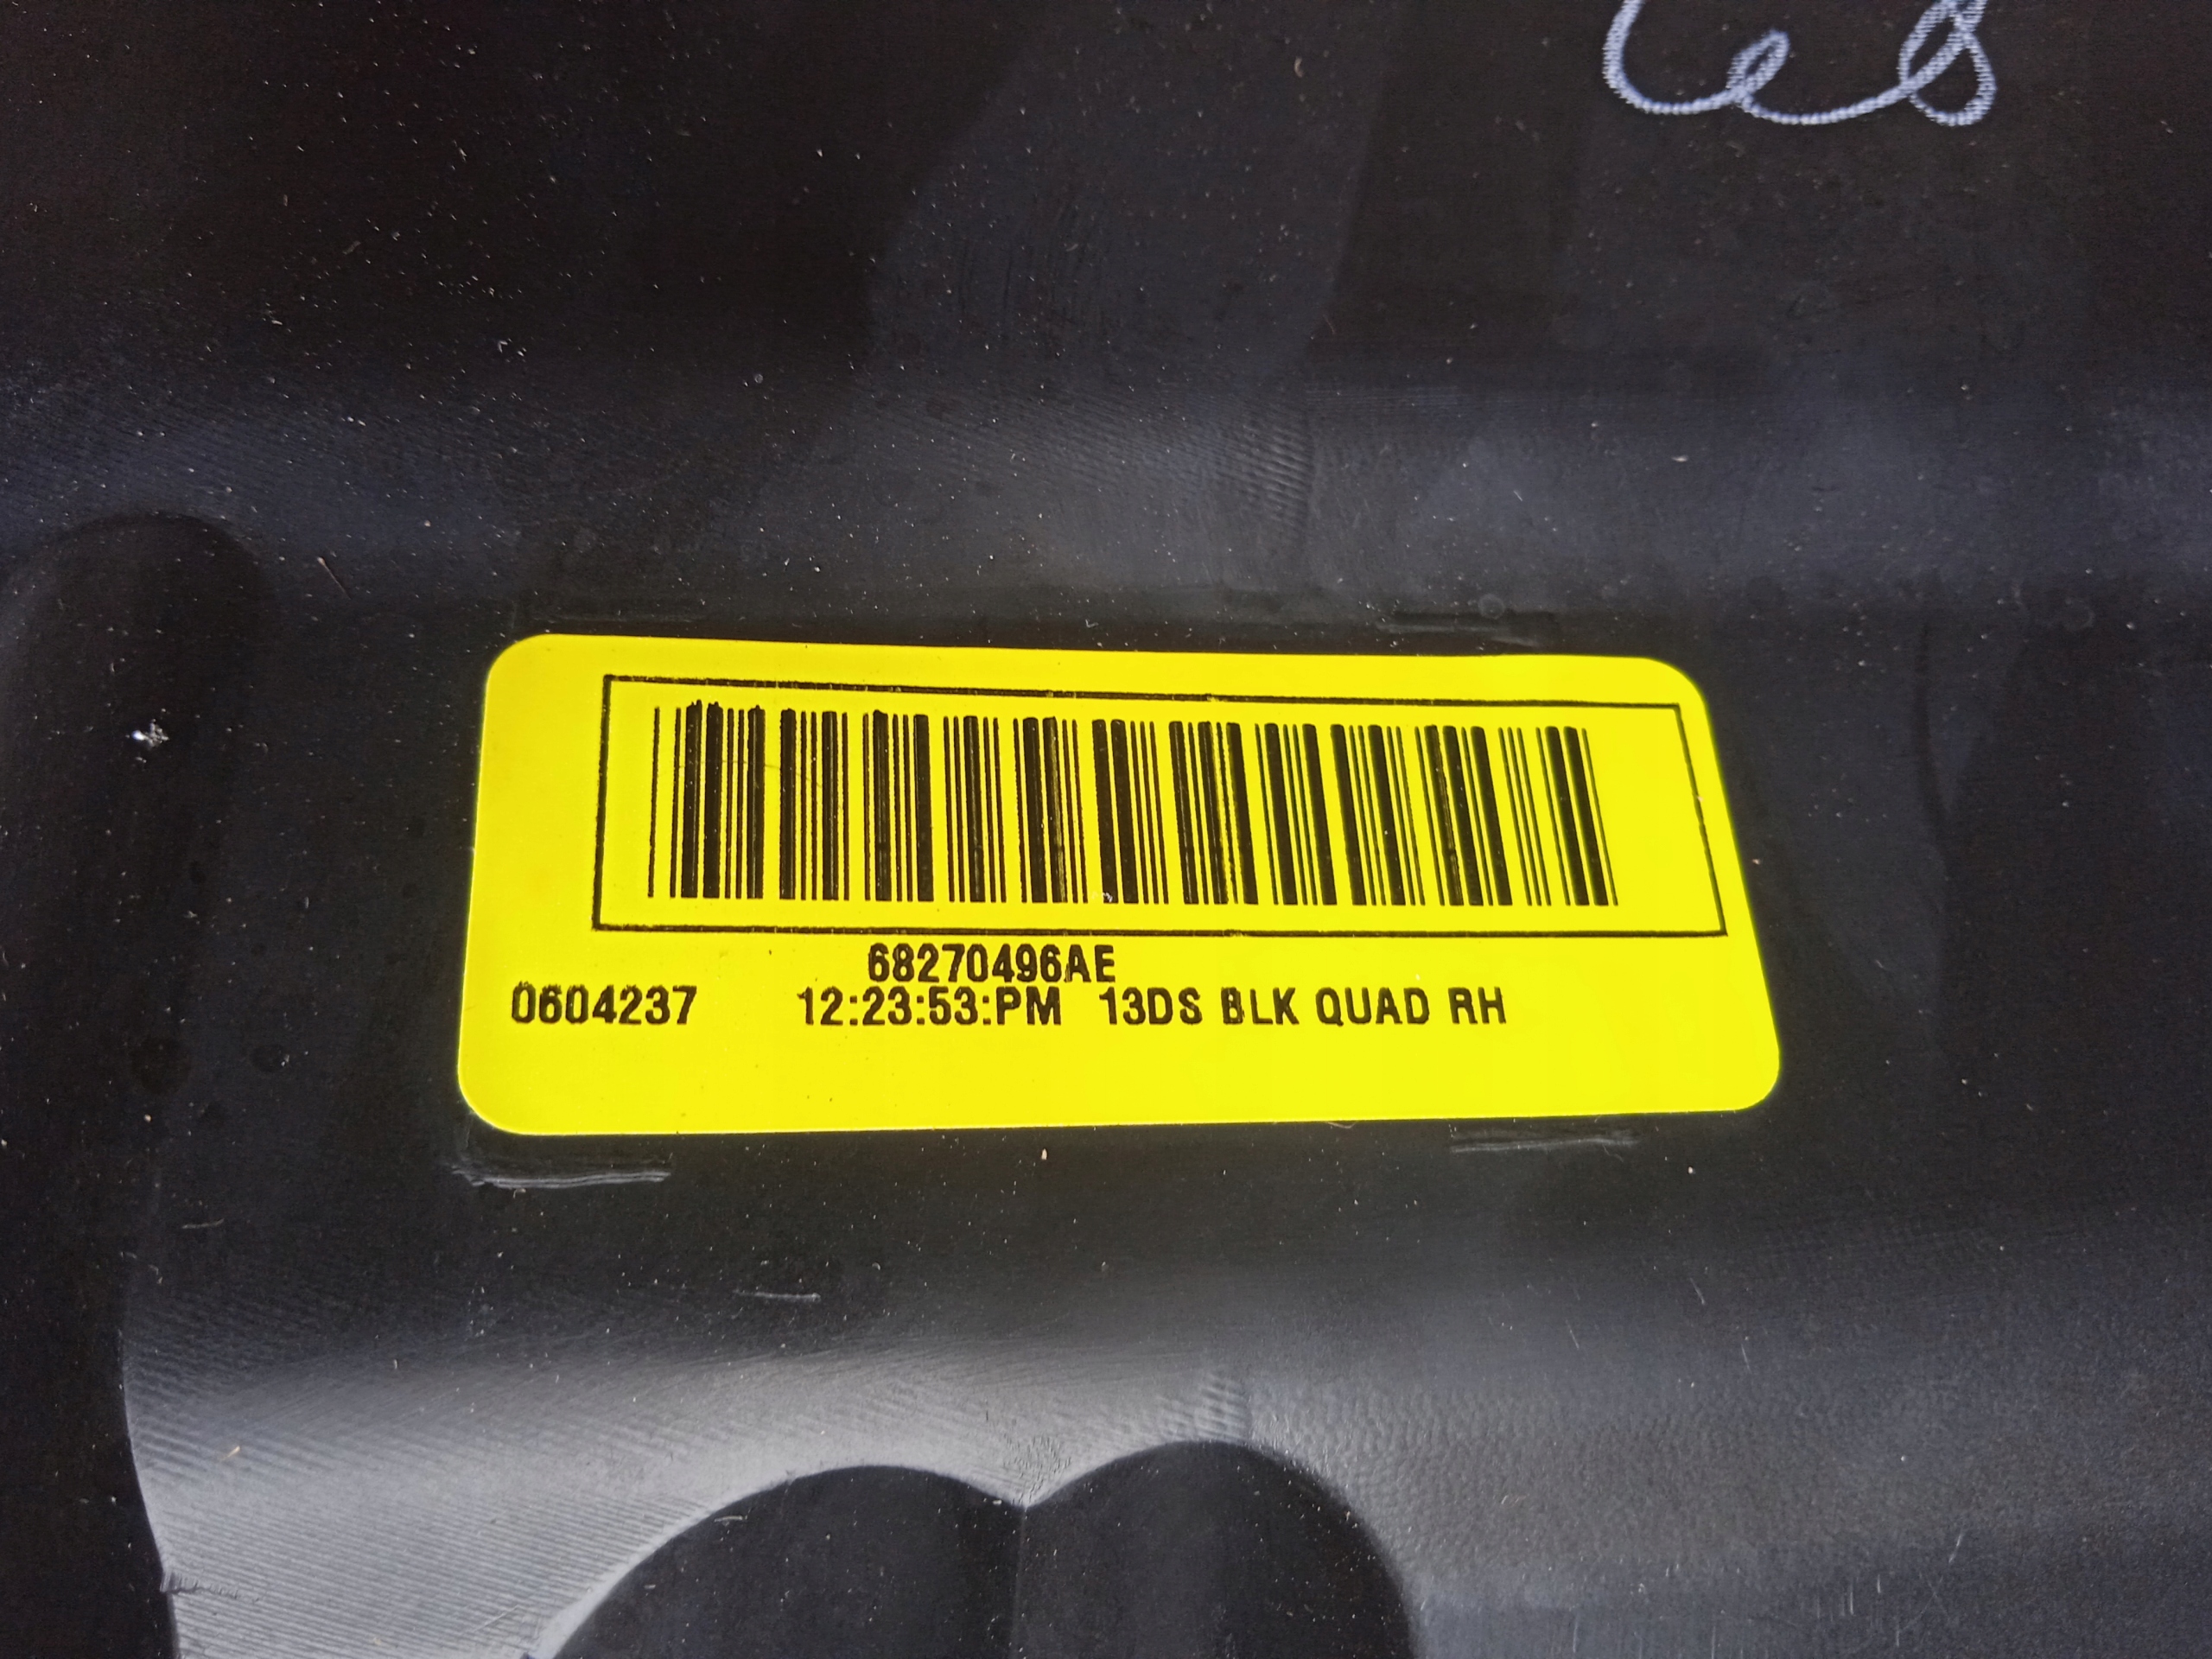 68270496AE
0604237 12:23:53:PM 13DS BLK QUAD RH